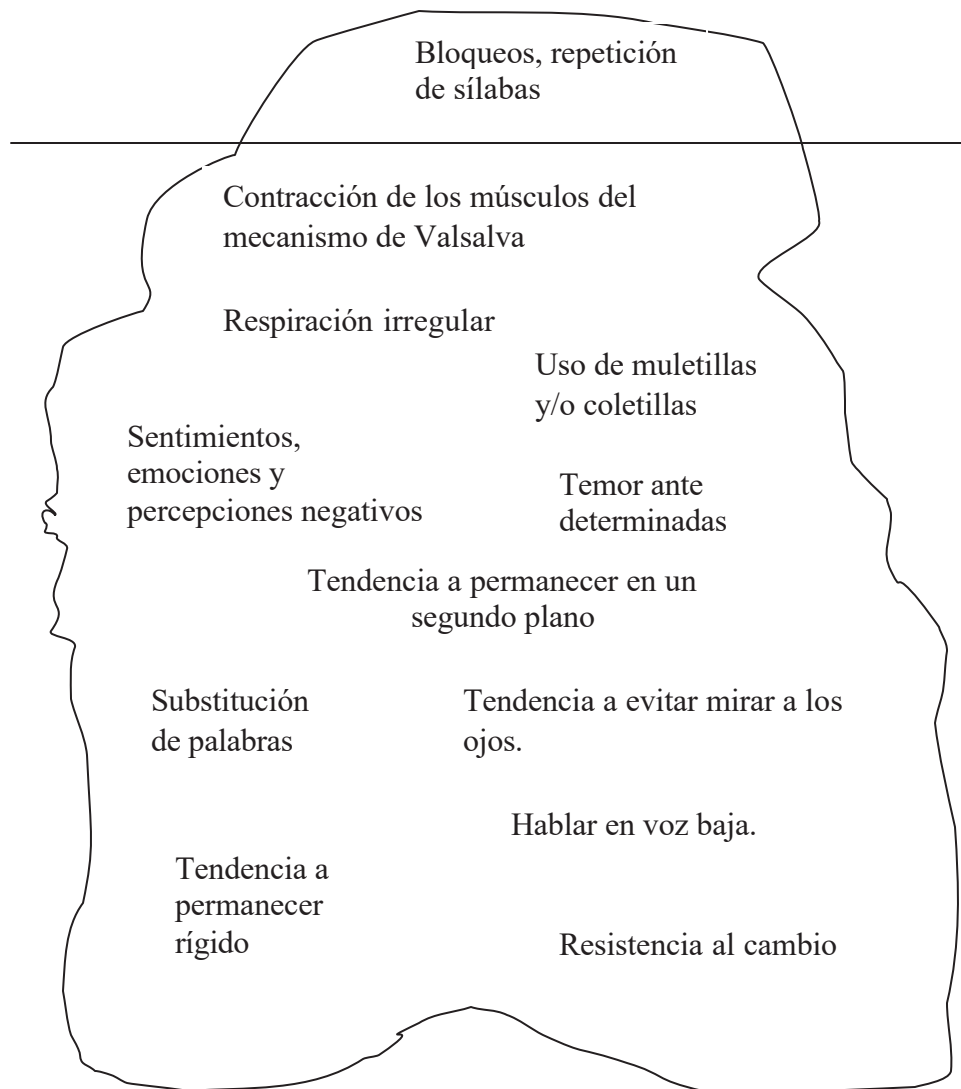 Bloqueos, repetición
de sílabas
Contracción de los músculos del
mecanismo de Valsalva
Respiración irregular
Uso de muletillas
y/o coletillas
Sentimientos,
emociones y
percepciones negativos
Temor ante
determinadas
Tendencia a permanecer en un
segundo plano
Substitución
de palabras
Tendencia a evitar mirar a los
ojos.
Hablar en voz baja.
Tendencia a
permanecer
rígido
Resistencia al cambio